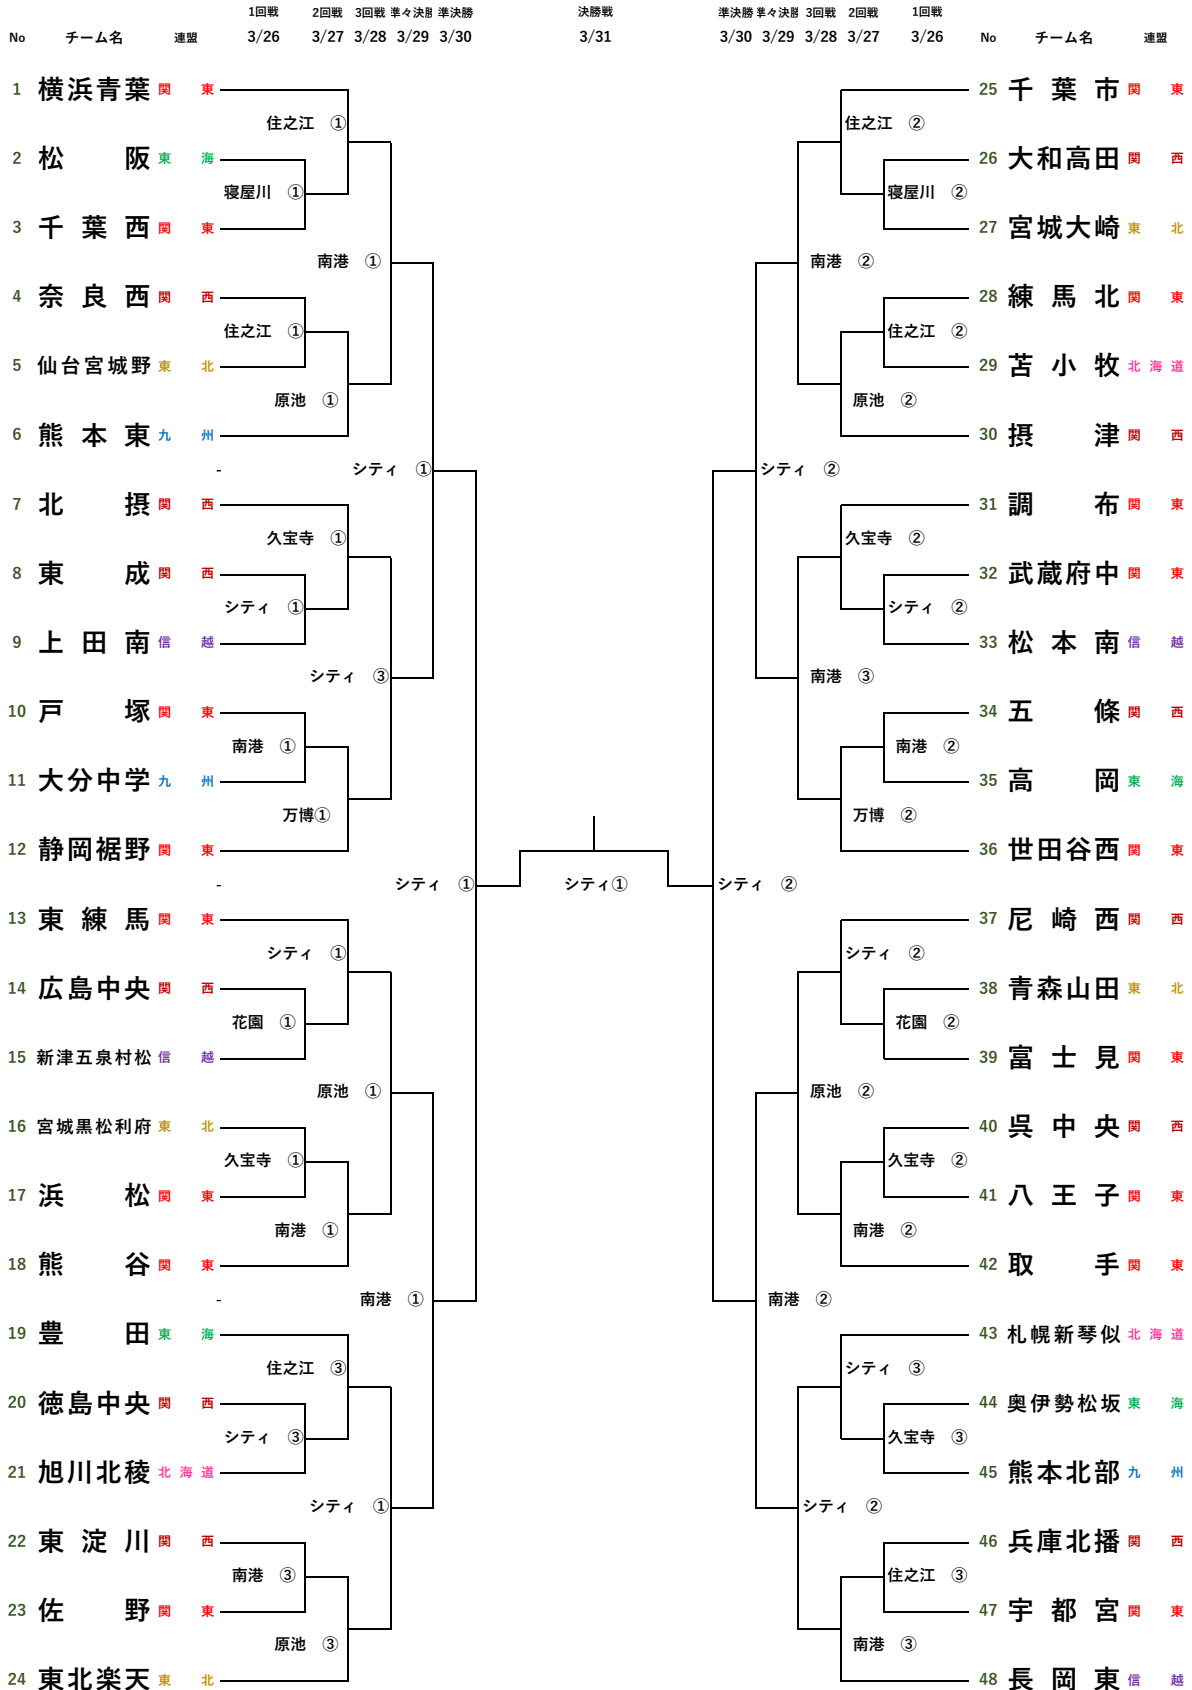 1回戦 2回戦 3回戦 準々決勝 準決勝 決勝戦 準決勝 準々決勝 3回戦 2回戦 1回戦
No チーム名 連盟 3/26 3/27 3/28 3/29 3/30 3/31 3/30 3/29 3/28 3/27 3/26 No チーム名 連盟
1 横浜青葉 関東 25 千葉市 関東
住之江 ① 住之江 ②
2 松阪 東海 26 大和高田 関西
寝屋川 ① 寝屋川 ②
3 千葉西 関東 27 宮城大崎 東北
南港 ① 南港 ②
4 奈良西 関西 28 練馬北 関東
住之江 ① 住之江 ②
5 仙台宮城野 東北 29 苫小牧 北海道
原池 ① 原池 ②
6 熊本東 九州 30 摂津 関西
- シティ ① シティ ②
7 北摂 関西 31 調布 関東
久宝寺 ① 久宝寺 ②
8 東成 関西 32 武蔵府中 関東
シティ ① シティ ②
9 上田南 信越 33 松本南 信越
シティ ③ 南港 ③
10 戸塚 関東 34 五條 関西
南港 ① 南港 ②
11 大分中学 九州 35 高岡 東海
万博① 万博 ②
12 静岡裾野 関東 36 世田谷西 関東
- シティ ① シティ① シティ ②
13 東練馬 関東 37 尼崎西 関西
シティ ① シティ ②
14 広島中央 関西 38 青森山田 東北
花園 ① 花園 ②
15 新津五泉村松 信越 39 富士見 関東
原池 ① 原池 ②
16 宮城黒松利府 東北 40 呉中央 関西
久宝寺 ① 久宝寺 ②
17 浜松 関東 41 八王子 関東
南港 ① 南港 ②
18 熊谷 関東 42 取手 関東
- 南港 ① 南港 ②
19 豊田 東海 43 札幌新琴似 北海道
住之江 ③ シティ ③
20 徳島中央 関西 44 奥伊勢松坂 東海
シティ ③ 久宝寺 ③
21 旭川北稜 北海道 45 熊本北部 九州
シティ ① シティ ②
22 東淀川 関西 46 兵庫北播 関西
南港 ③ 住之江 ③
23 佐野 関東 47 宇都宮 関東
原池 ③ 南港 ③
24 東北楽天 東北 48 長岡東 信越